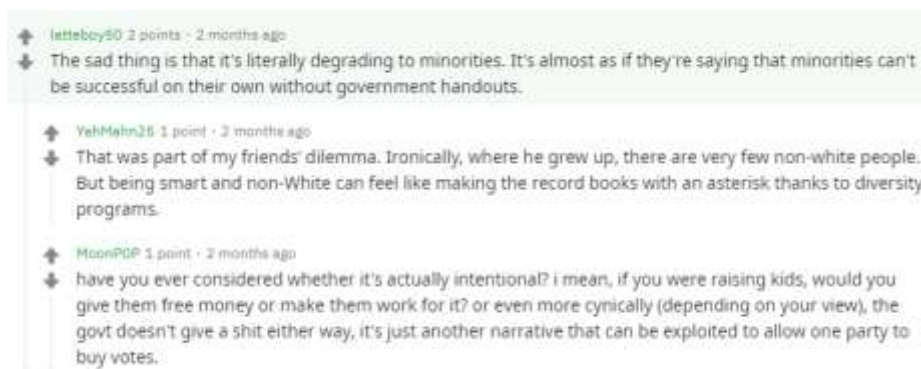 latteboy50 2 points · 2 months ago
The sad thing is that it's literally degrading to minorities. It's almost as if they're saying that minorities can't
be successful on their own without government handouts.
YahMahn25 1 point · 2 months ago
That was part of my friends' dilemma. Ironically, where he grew up, there are very few non-white people.
But being smart and non-White can feel like making the record books with an asterisk thanks to diversity
programs.
MoonP0P 1 point · 2 months ago
have you ever considered whether it's actually intentional? i mean, if you were raising kids, would you
give them free money or make them work for it? or even more cynically (depending on your view), the
govt doesn't give a shit either way, it's just another narrative that can be exploited to allow one party to
buy votes.